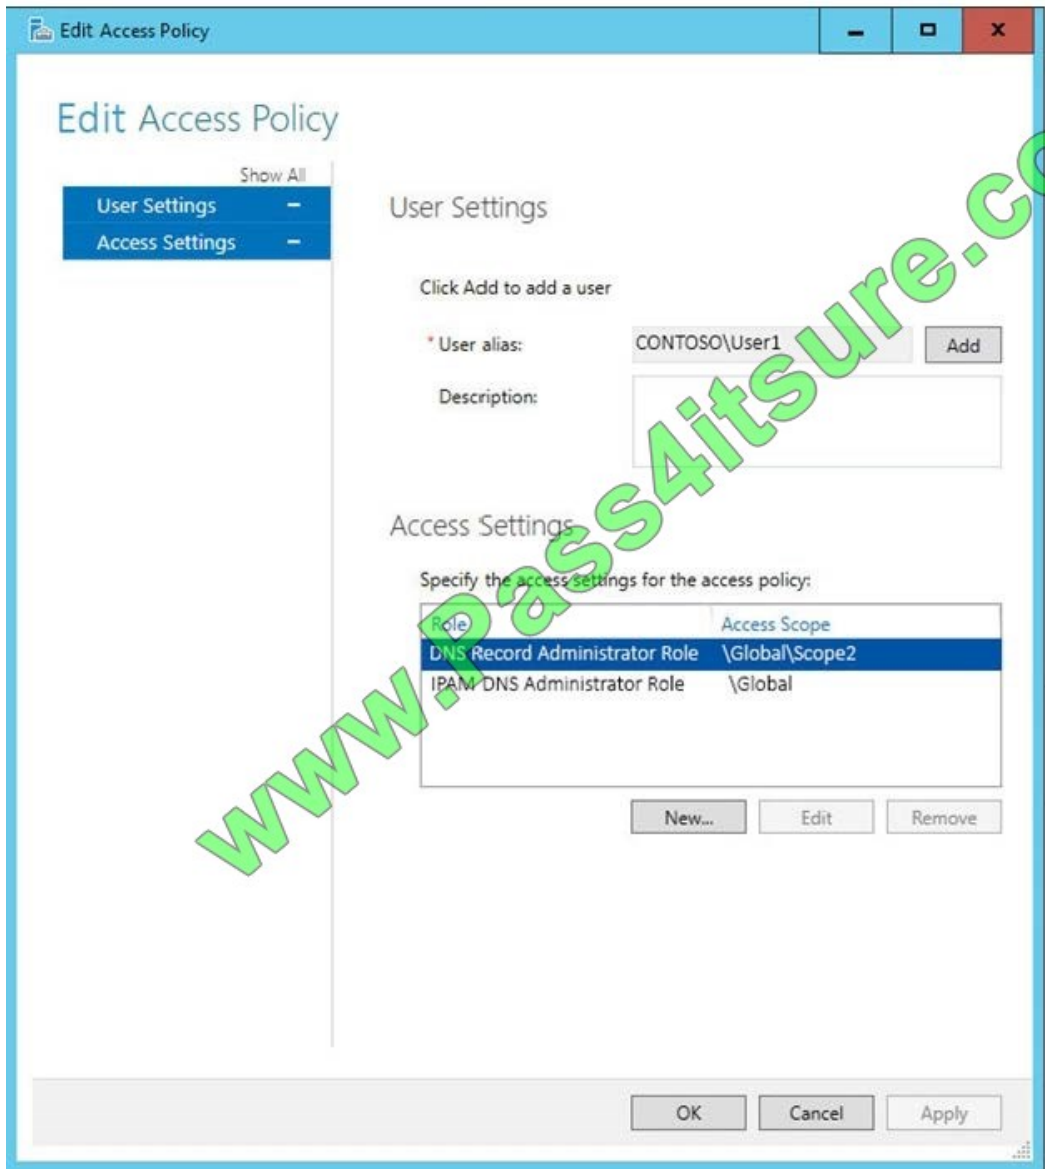 Edit Access Policy
Edit Access Policy
Show All
User Settings
Access Settings
User Settings
Click Add to add a user
* User alias:
CONTOSO\User1
Add
Description:
Access Settings
Specify the access settings for the access policy:
Role
Access Scope
DNS Record Administrator Role \Global\Scope2
IPAM DNS Administrator Role \Global
New...
Edit
Remove
OK
Cancel
Apply
www.Pass4itsure.co